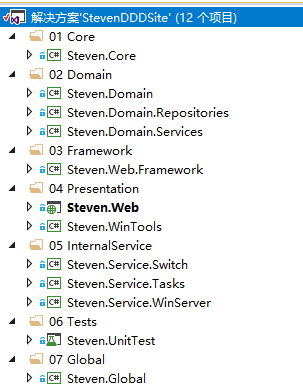 解决方案'StevenDDDSite' (12 个项目)
01 Core
C# Steven.Core
02 Domain
C# Steven.Domain
C# Steven.Domain.Repositories
C# Steven.Domain.Services
03 Framework
C# Steven.Web.Framework
04 Presentation
Steven.Web
C# Steven.WinTools
05 InternalService
C# Steven.Service.Switch
C# Steven.Service.Tasks
C# Steven.Service.WinServer
06 Tests
Steven.UnitTest
07 Global
C# Steven.Global